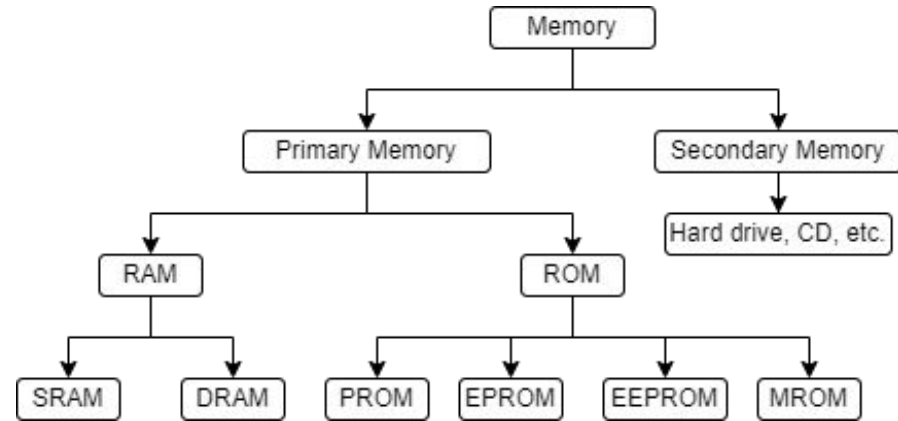 Memory
Primary Memory
Secondary Memory
Hard drive, CD, etc.
RAM
ROM
SRAM
DRAM
PROM
EPROM
EEPROM
MROM